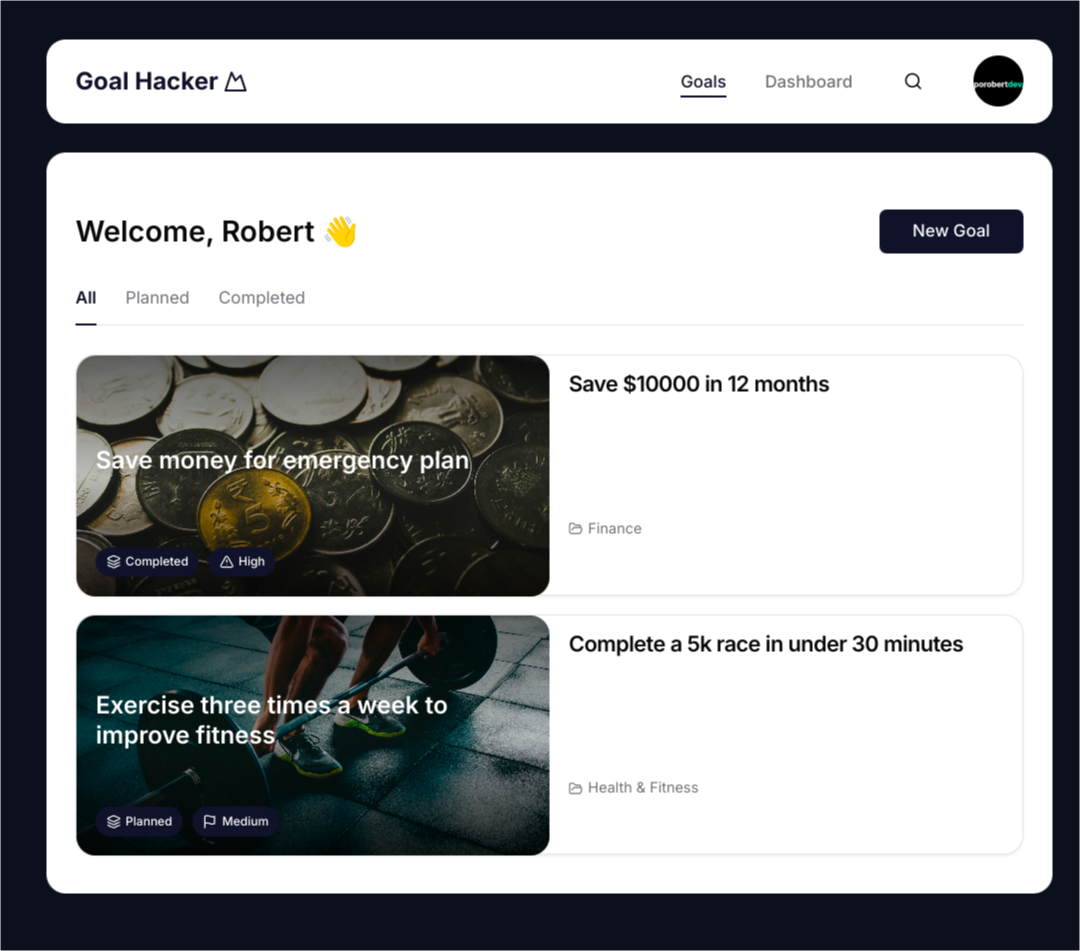 Goal Hacker
Goals
Dashboard
porobertdev
Welcome, Robert 👋
New Goal
All
Planned
Completed
Save money for emergency plan
₹
5
Completed
High
Save $10000 in 12 months
Finance
Exercise three times a week to
improve fitness
Planned
Medium
Complete a 5k race in under 30 minutes
Health & Fitness